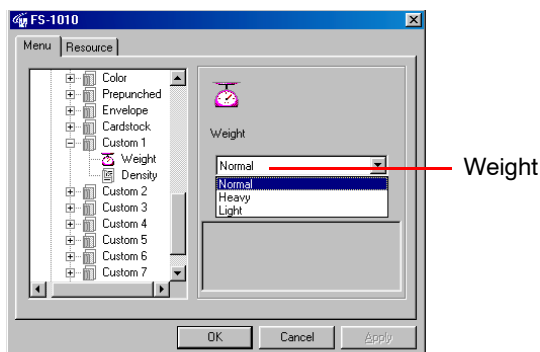 FS-1010
Menu Resource
Color
Prepunched
Envelope
Cardstock
Custom 1
Weight
Density
Custom 2
Custom 3
Custom 4
Custom 5
Custom 6
Custom 7
Weight
Normal
Normal
Heavy
Light
Weight
OK Cancel Apply